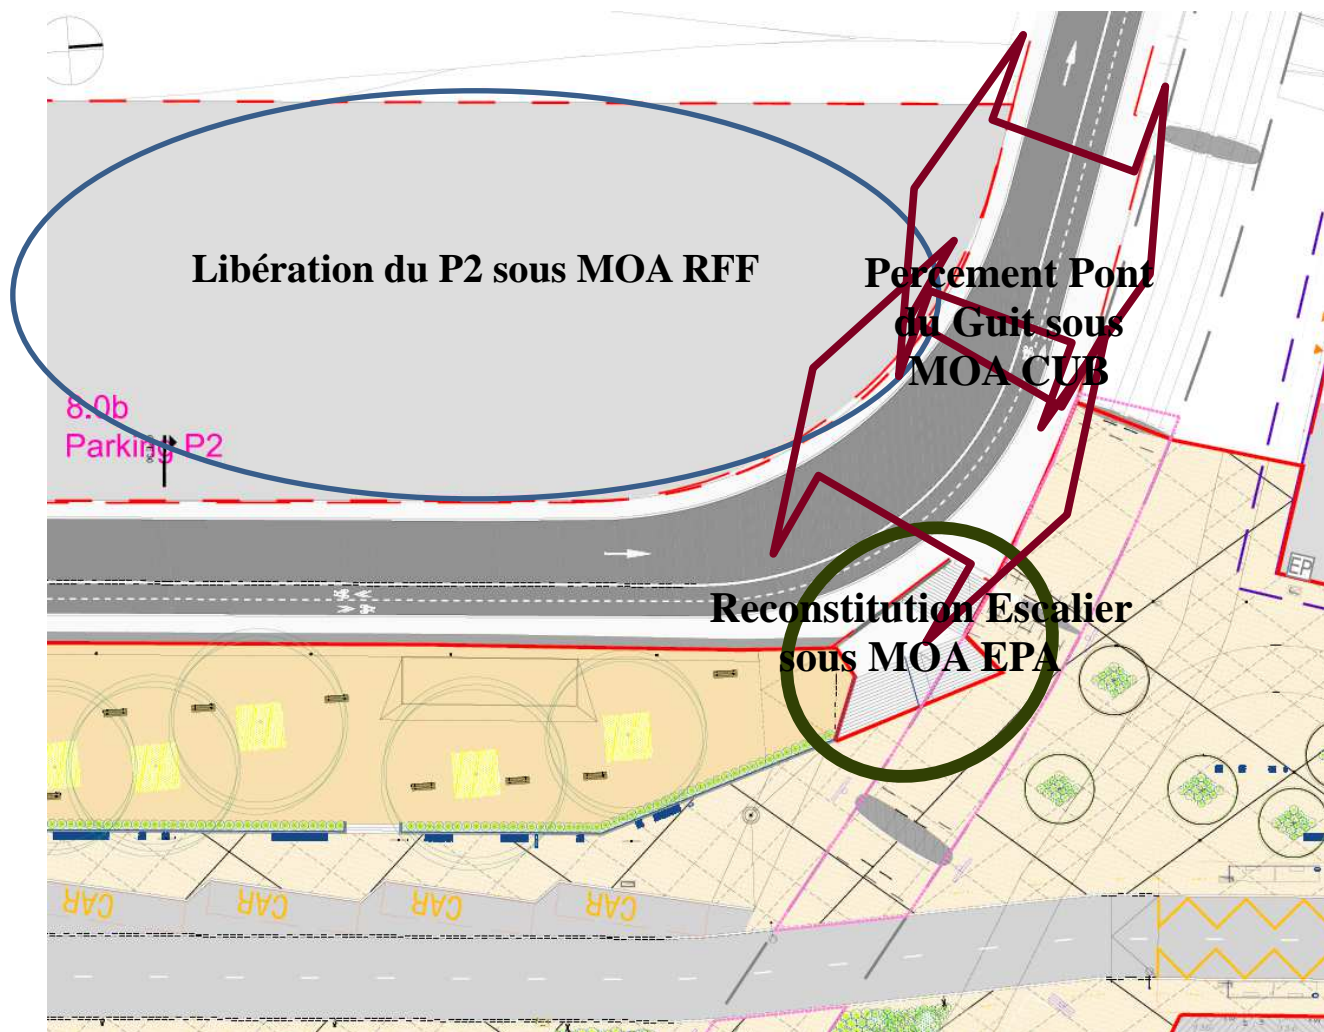 Libération du P2 sous MOA RFF
Percement Pont
du Guit sous
MOA CUB
8.0b
Parking P2
EP
Reconstitution Escalier
sous MOA EPA
CAR
CAR
CAR
CAR